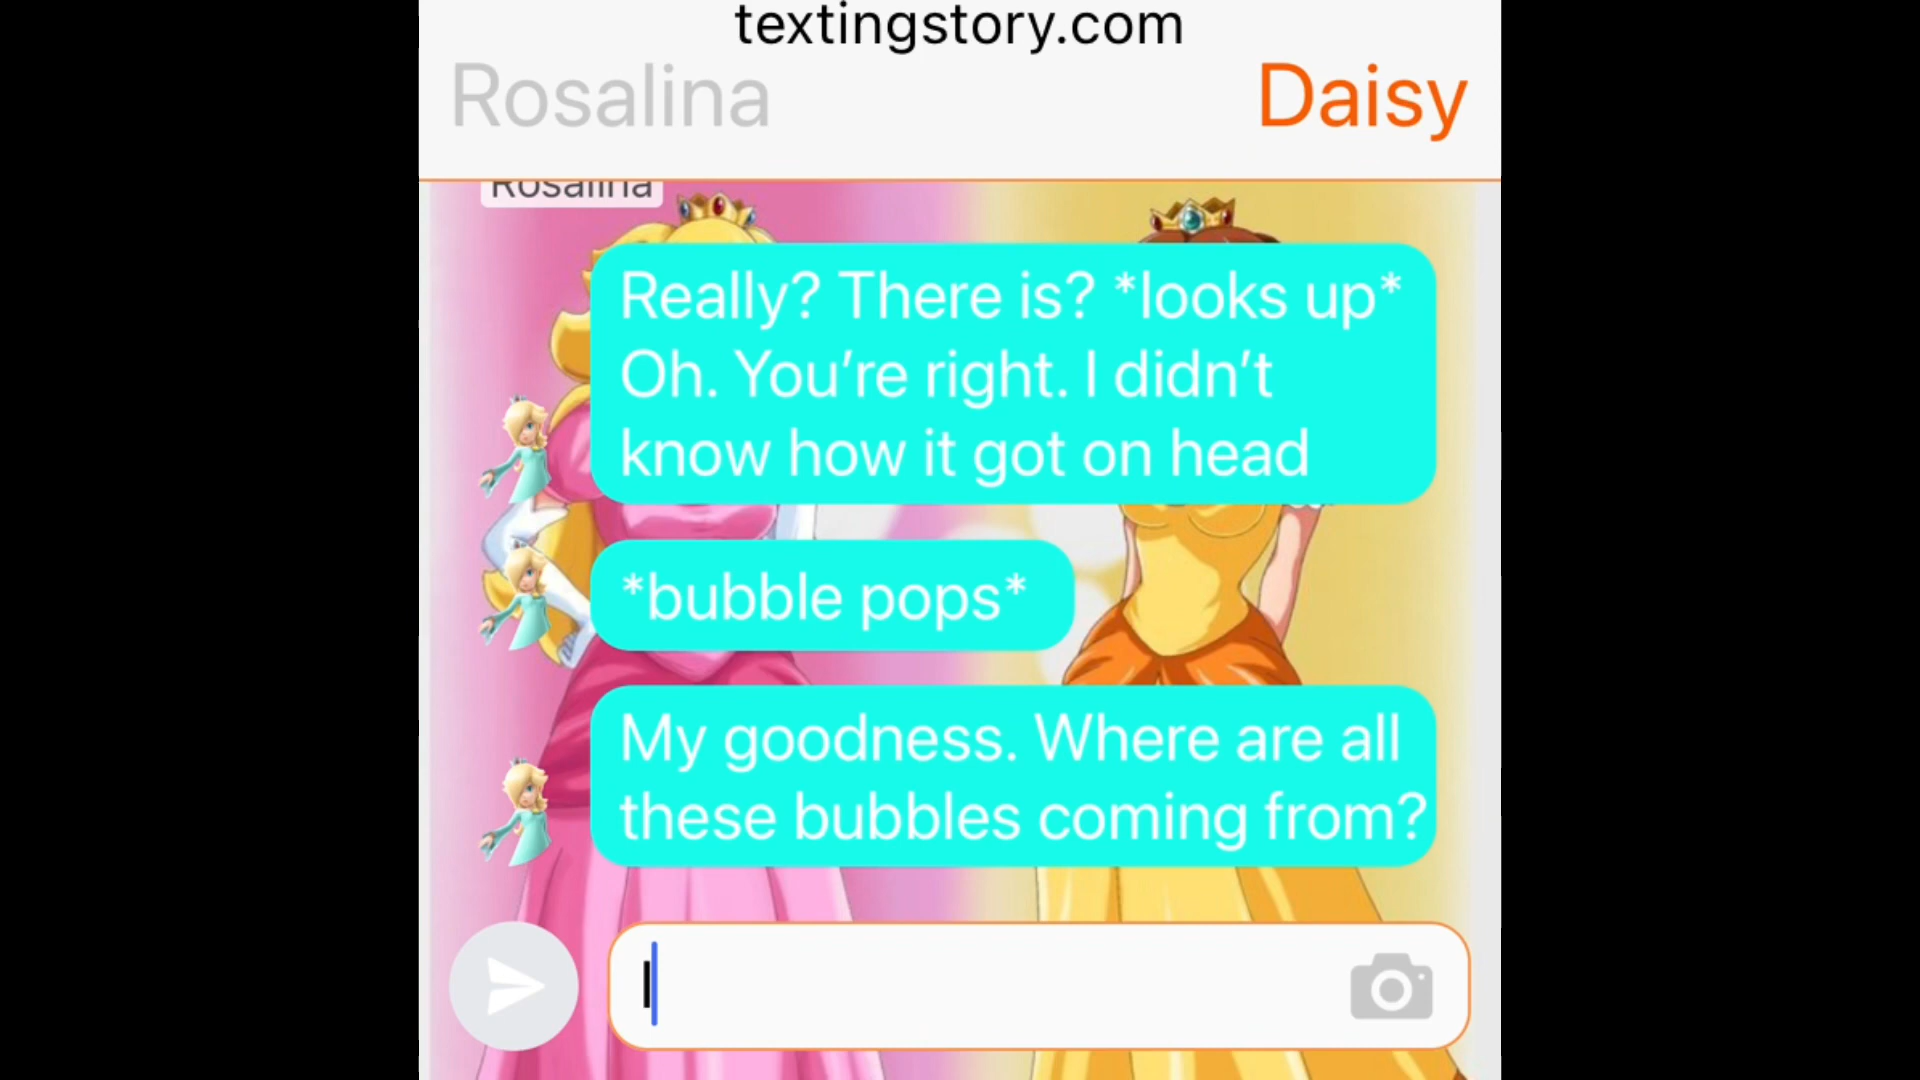 textingstory.com
Rosalina
Daisy
Rosalina
Really? There is? *looks up*
Oh. You’re right. I didn’t
know how it got on head
*bubble pops*
My goodness. Where are all
these bubbles coming from?
I